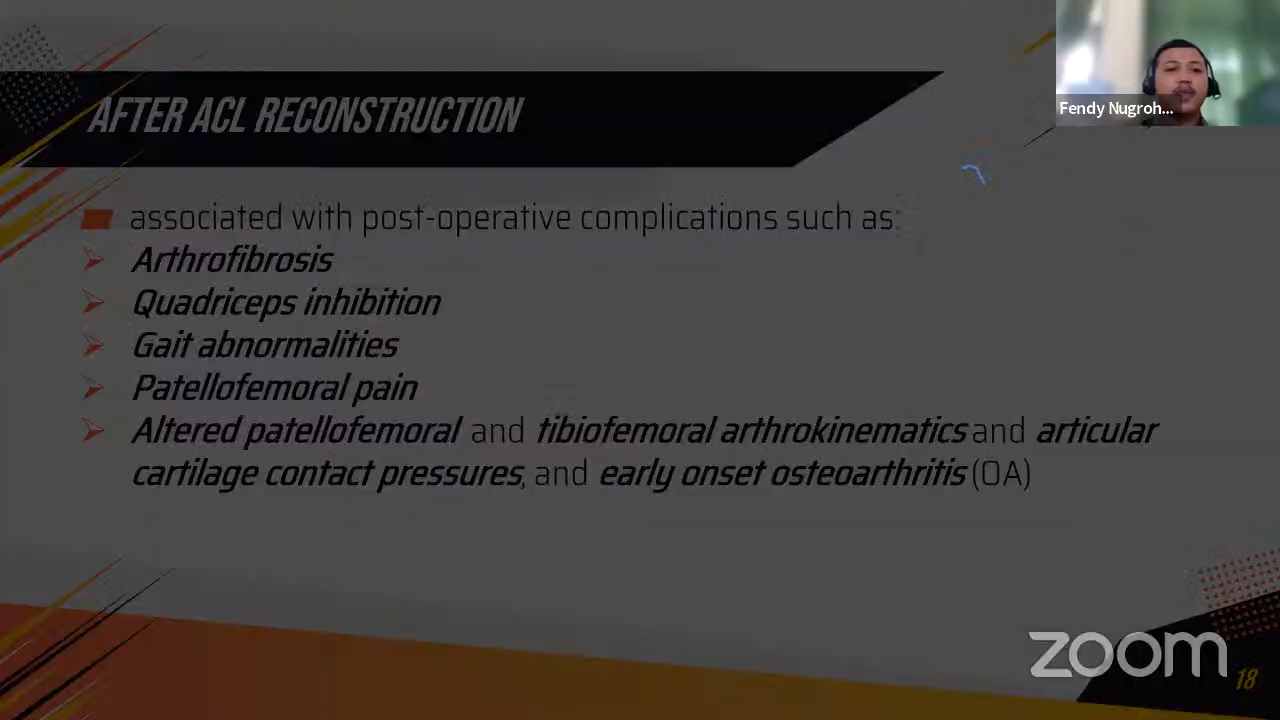 Fendy Nugroh...
AFTER ACL RECONSTRUCTION
associated with post-operative complications such as:
Arthrofibrosis
Quadriceps inhibition
Gait abnormalities
Patellofemoral pain
Altered patellofemoral and tibiofemoral arthrokinematics and articular
cartilage contact pressures, and early onset osteoarthritis (OA)
zoom
18